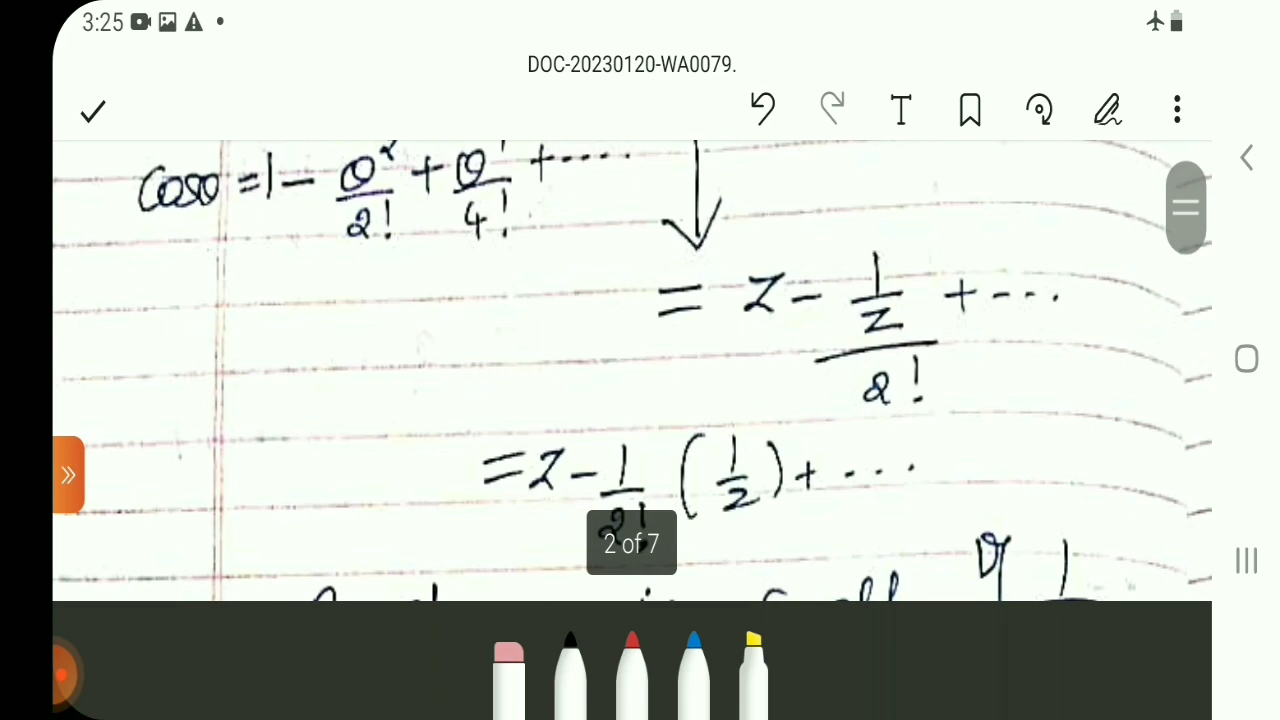 3:25
DOC-20230120-WA0079.
T
Cosθ = 1 - θ²/2! + θ⁴/4! + ....
= z - (1/z)/2! + ...
= z - 1/2! (1/z) + ...
2 of 7